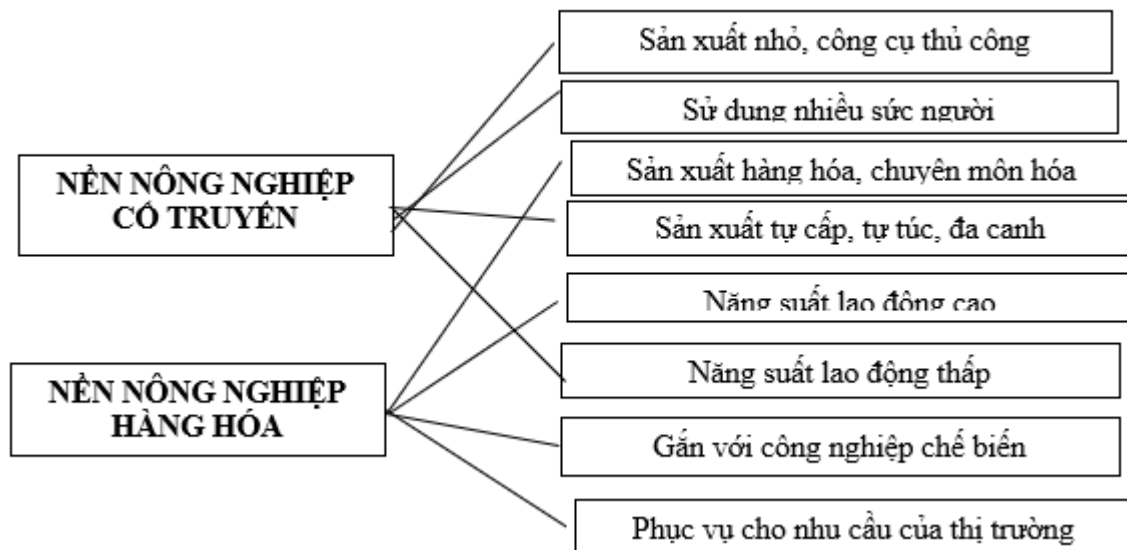 NỀN NÔNG NGHIỆP
CỔ TRUYỀN
NỀN NÔNG NGHIỆP
HÀNG HÓA
Sản xuất nhỏ, công cụ thủ công
Sử dụng nhiều sức người
Sản xuất hàng hóa, chuyên môn hóa
Sản xuất tự cấp, tự túc, đa canh
Năng suất lao động cao
Năng suất lao động thấp
Gắn với công nghiệp chế biến
Phục vụ cho nhu cầu của thị trường